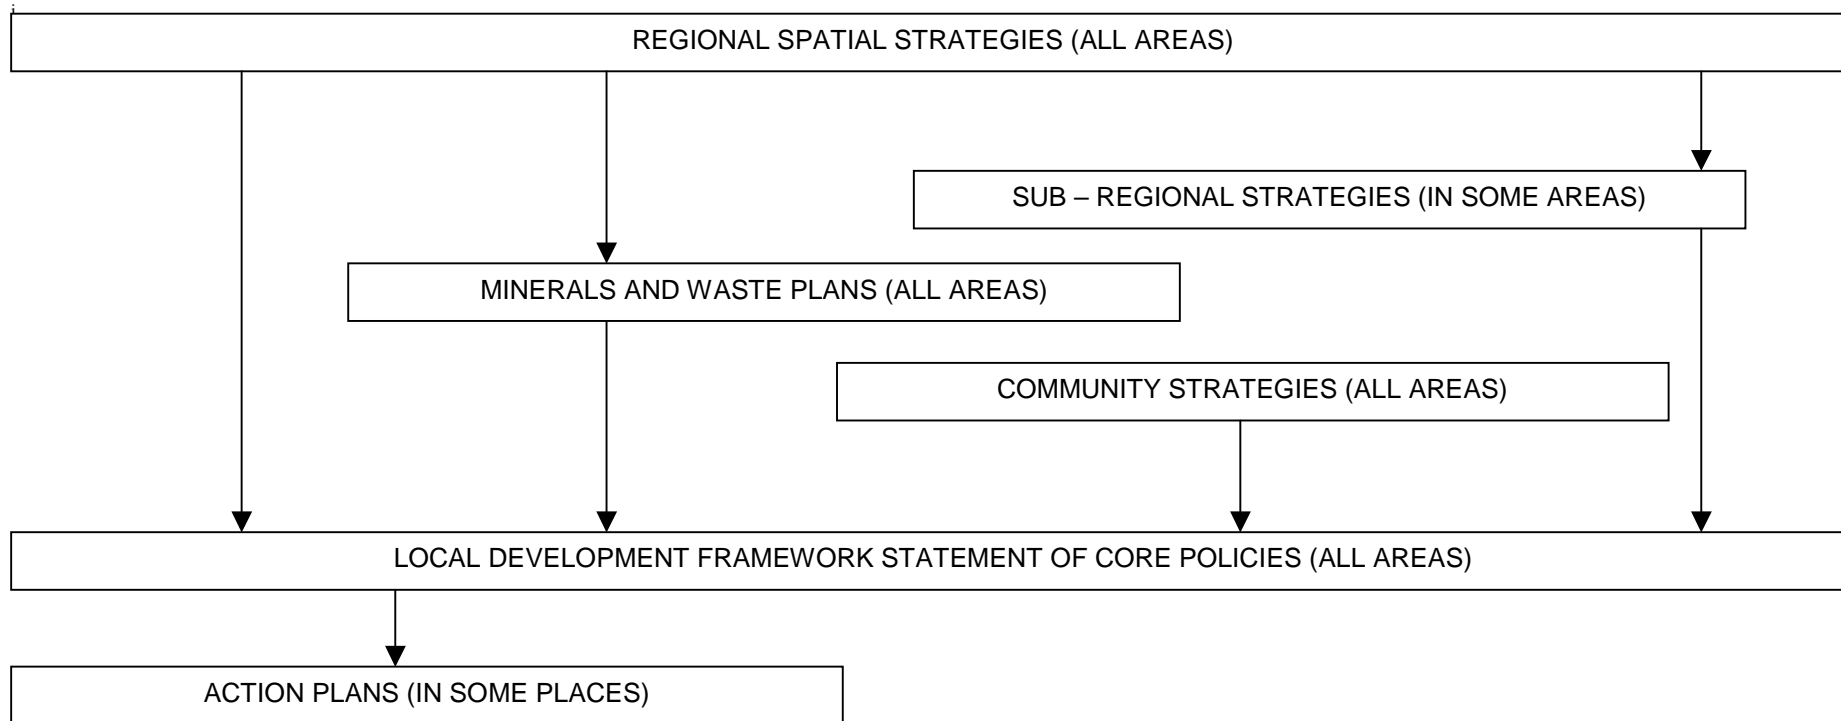 REGIONAL SPATIAL STRATEGIES (ALL AREAS)
SUB – REGIONAL STRATEGIES (IN SOME AREAS)
MINERALS AND WASTE PLANS (ALL AREAS)
COMMUNITY STRATEGIES (ALL AREAS)
LOCAL DEVELOPMENT FRAMEWORK STATEMENT OF CORE POLICIES (ALL AREAS)
ACTION PLANS (IN SOME PLACES)